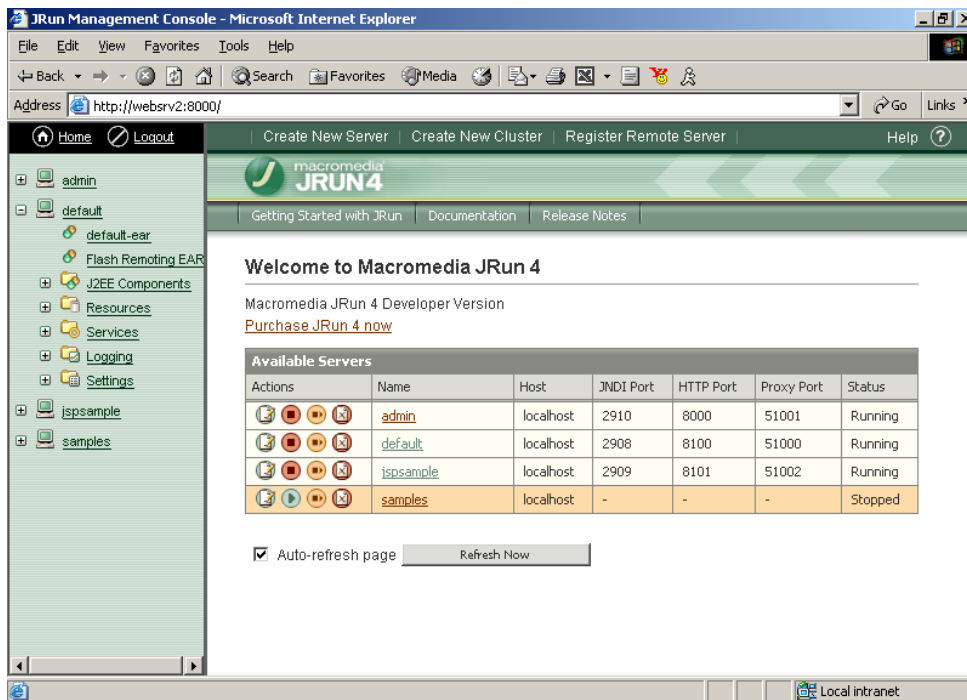 JRun Management Console - Microsoft Internet Explorer
File Edit View Favorites Tools Help
Back Search Favorites Media
Address http://websrv2:8000/ Go Links
Home Logout Create New Server | Create New Cluster | Register Remote Server | Help ?
macromedia
JRUN4
Getting Started with JRun Documentation Release Notes
admin
default
default-ear
Flash Remoting EAR
J2EE Components
Resources
Services
Logging
Settings
jspsample
samples
Welcome to Macromedia JRun 4
Macromedia JRun 4 Developer Version
Purchase JRun 4 now
Available Servers
Actions Name Host JNDI Port HTTP Port Proxy Port Status
admin localhost 2910 8000 51001 Running
default localhost 2908 8100 51000 Running
jspsample localhost 2909 8101 51002 Running
samples localhost - - - Stopped
Auto-refresh page Refresh Now
Local intranet